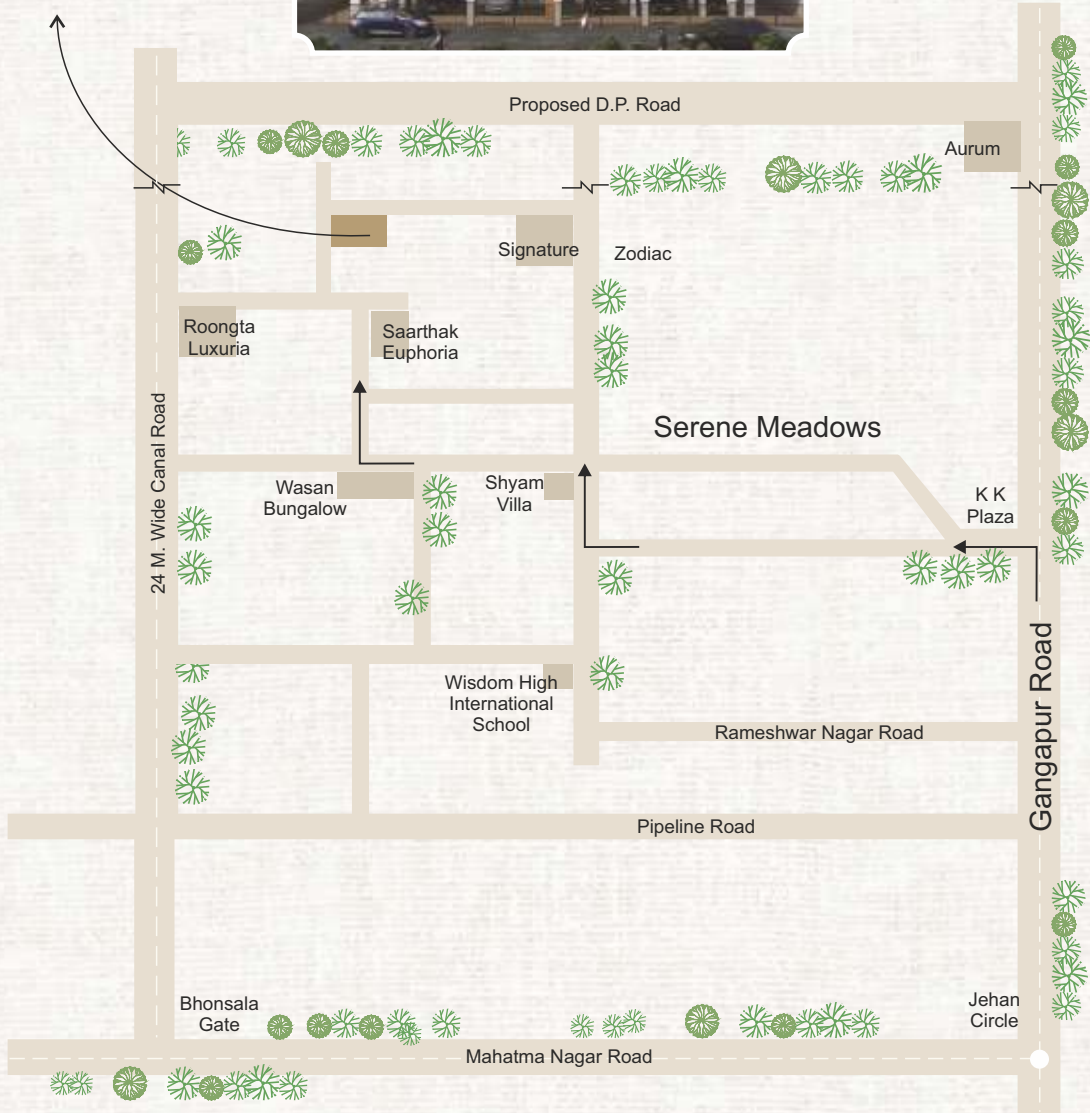 Proposed D.P. Road
Aurum
Signature
Zodiac
Roongta
Luxuria
Saarthak
Euphoria
24 M. Wide Canal Road
Serene Meadows
Wasan
Bungalow
Shyam
Villa
K K
Plaza
Gangapur Road
Wisdom High
International
School
Rameshwar Nagar Road
Pipeline Road
Bhonsala
Gate
Jehan
Circle
Mahatma Nagar Road